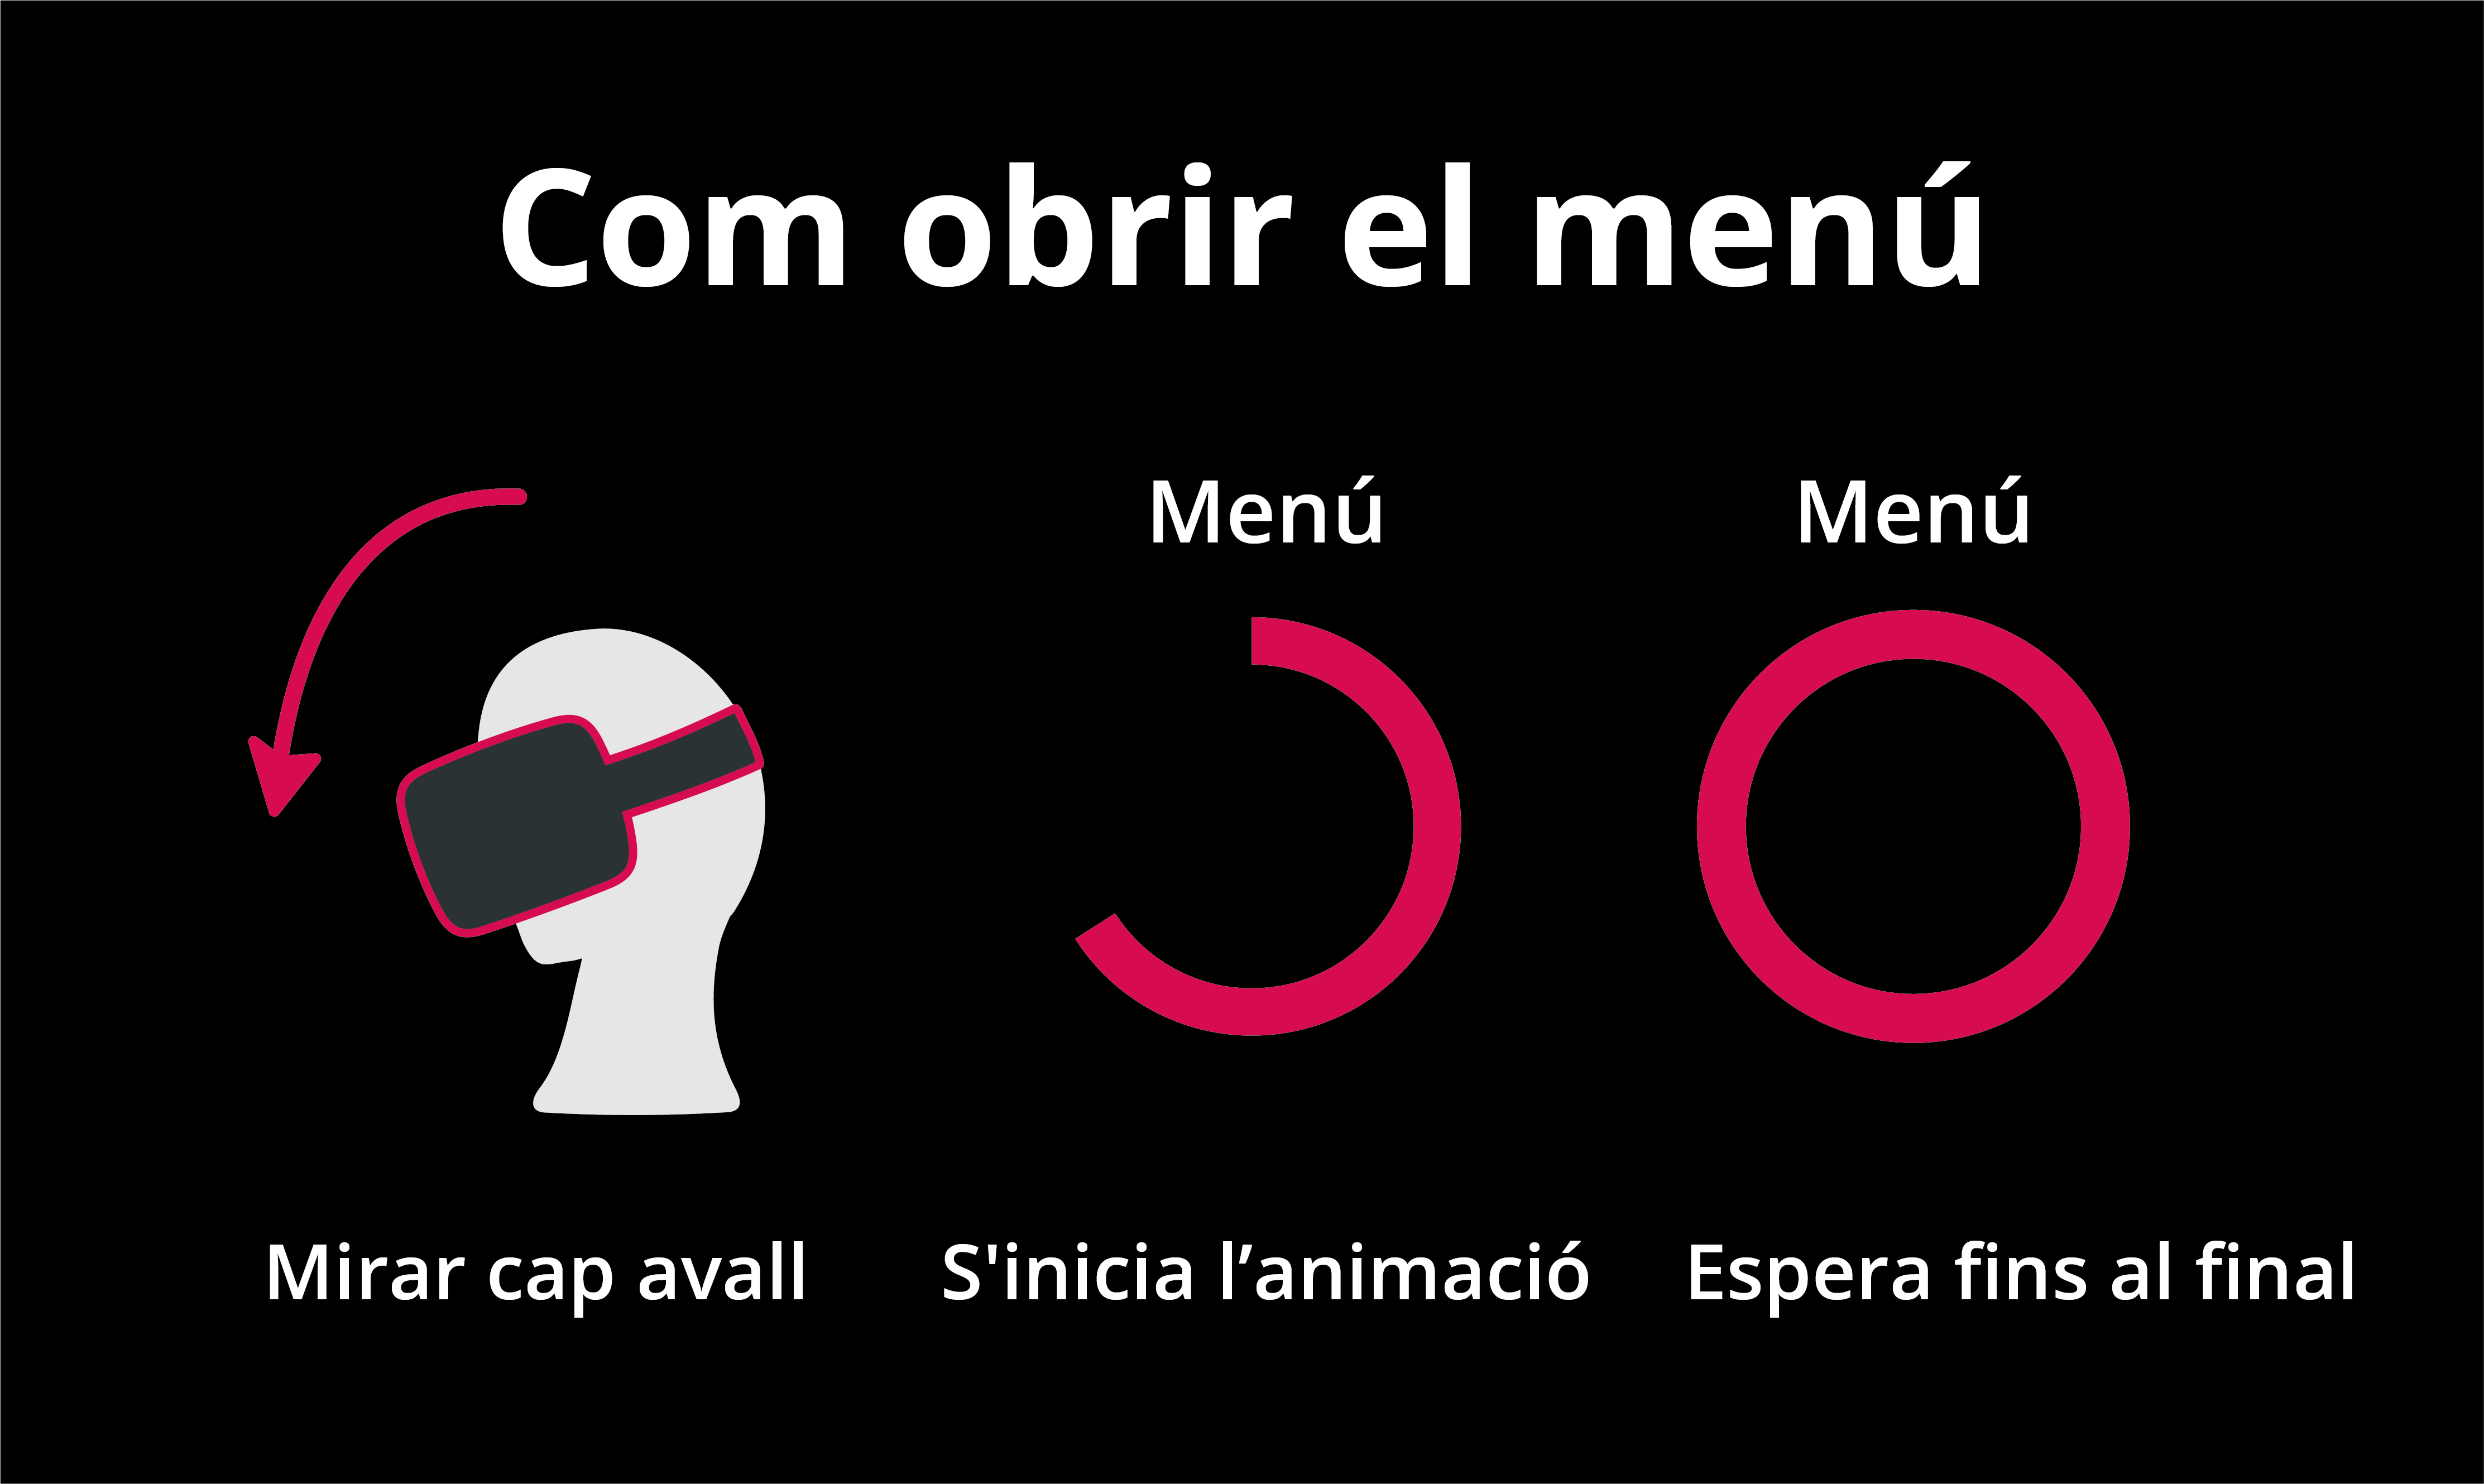 Com obrir el menú
Menú
Menú
Mirar cap avall
S'inicia l’animació
Espera fins al final